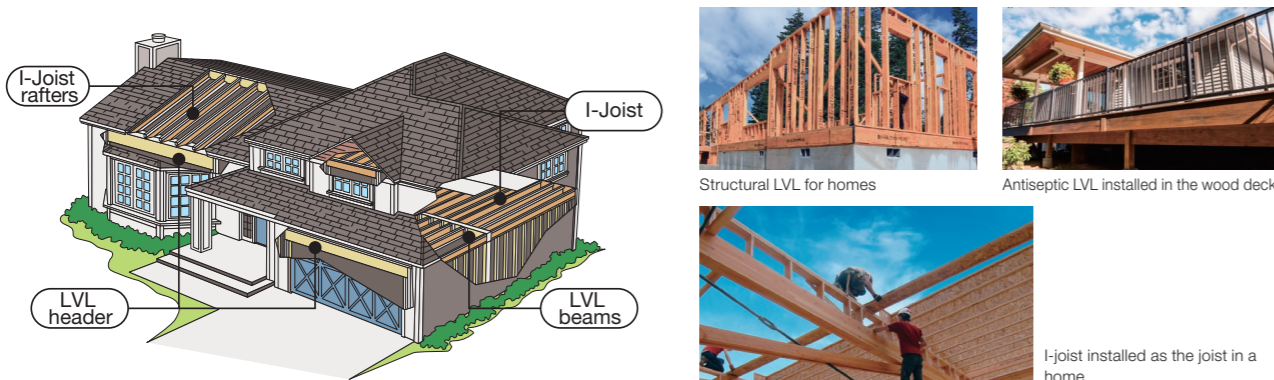 I-Joist
rafters
I-Joist
LVL
header
LVL
beams
Structural LVL for homes
Antiseptic LVL installed in the wood deck
I-joist installed as the joist in a
home